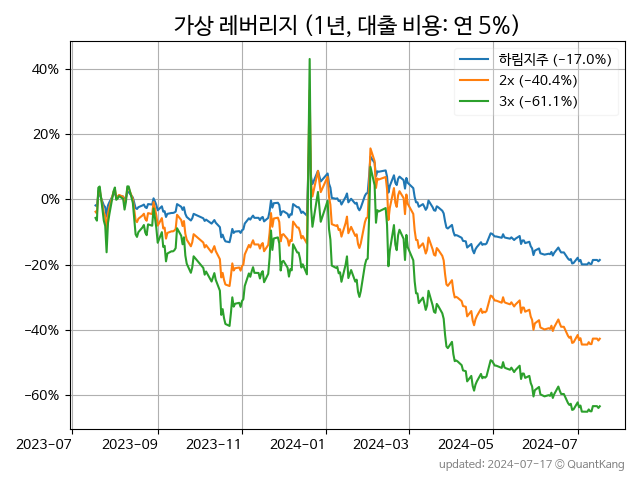 가상 레버리지 (1년, 대출 비용: 연 5%)
하림지주 (-17.0%)
2x (-40.4%)
3x (-61.1%)
40%
20%
0%
−20%
−40%
−60%
2023-07 2023-09 2023-11 2024-01 2024-03 2024-05 2024-07
updated: 2024-07-17 © QuantKang